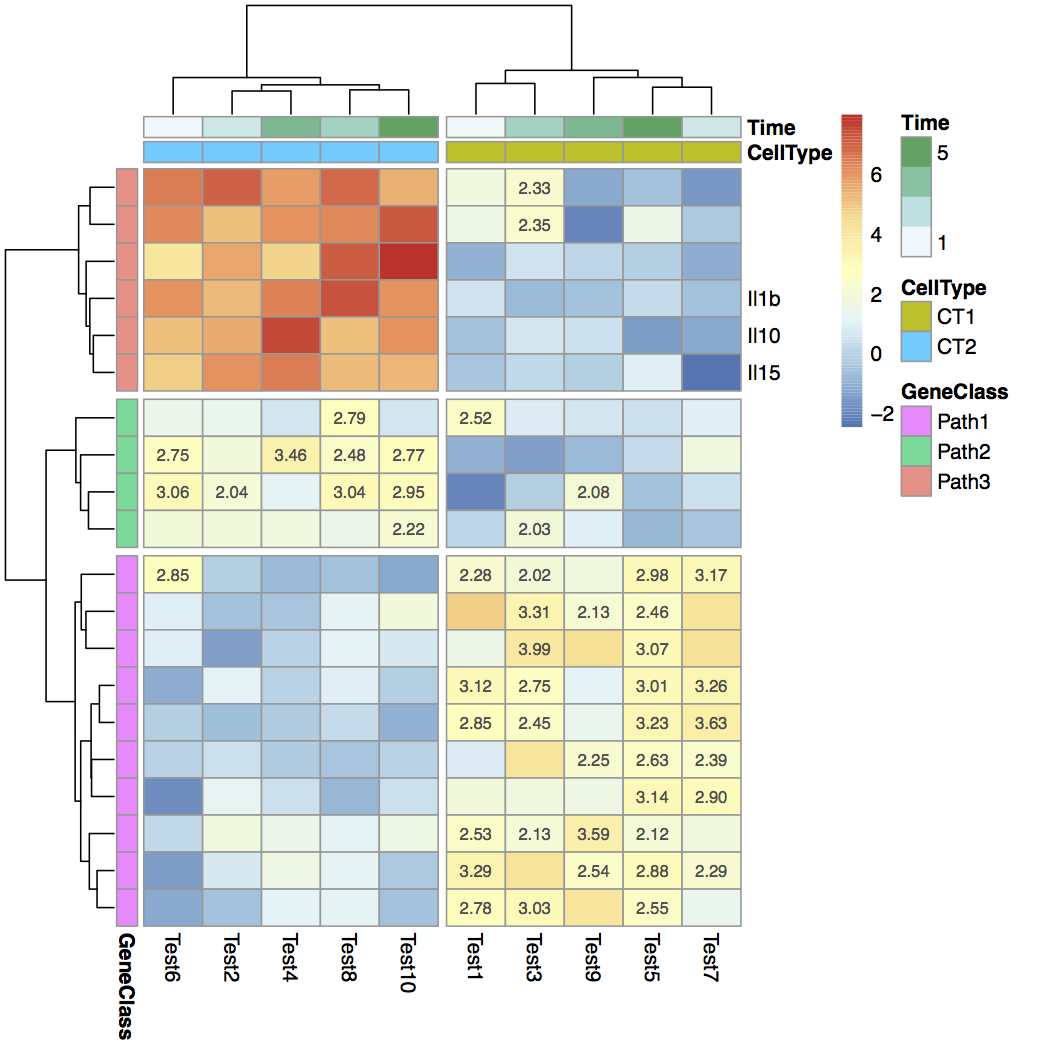 Time
CellType
2.33
2.35
Il1b
Il10
Il15
2.79 2.52
2.75 3.46 2.48 2.77
3.06 2.04 3.04 2.95 2.08
2.22 2.03
2.85 2.28 2.02 2.98 3.17
3.31 2.13 2.46
3.99 3.07
3.12 2.75 3.01 3.26
2.85 2.45 3.23 3.63
2.25 2.63 2.39
3.14 2.90
2.53 2.13 3.59 2.12
3.29 2.54 2.88 2.29
2.78 3.03 2.55
GeneClass
Test6 Test2 Test4 Test8 Test10 Test1 Test3 Test9 Test5 Test7
6
4
2
0
−2
Time
5
1
CellType
CT1
CT2
GeneClass
Path1
Path2
Path3